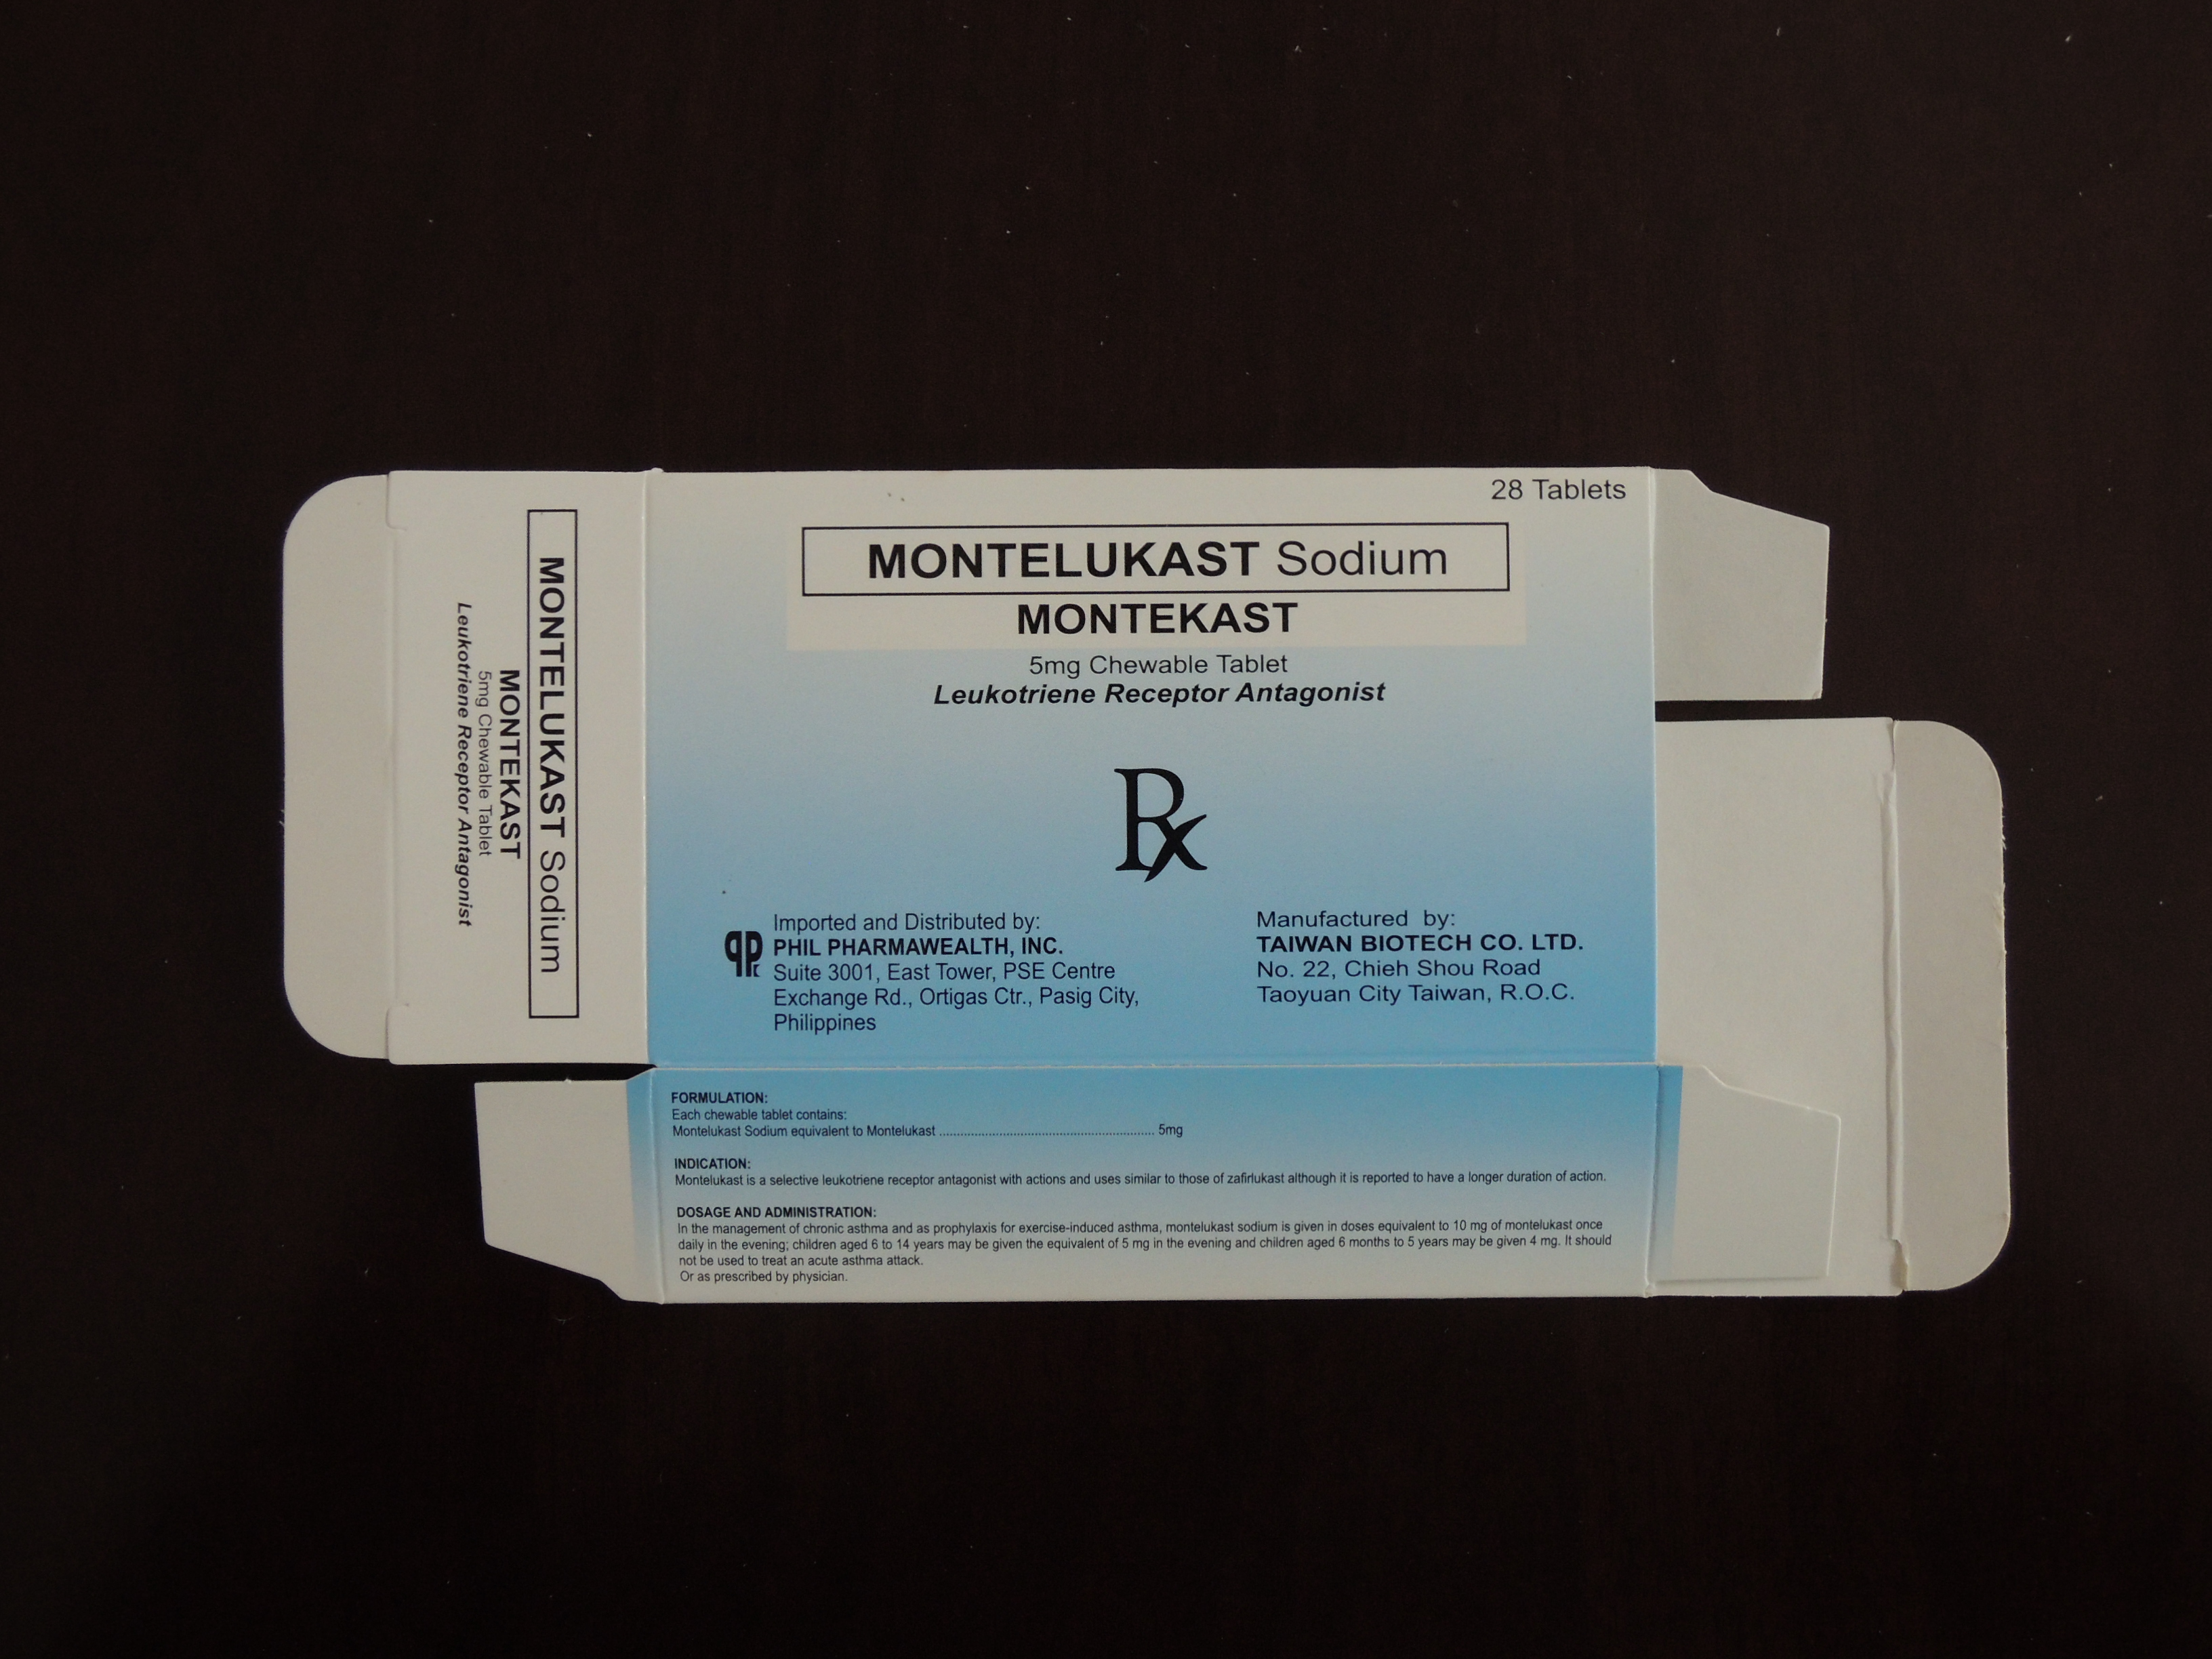 28 Tablets
MONTELUKAST Sodium
MONTEKAST
5mg Chewable Tablet
Leukotriene Receptor Antagonist
Rx
Imported and Distributed by:
PHIL PHARMAWEALTH, INC.
Suite 3001, East Tower, PSE Centre
Exchange Rd., Ortigas Ctr., Pasig City,
Philippines
Manufactured by:
TAIWAN BIOTECH CO. LTD.
No. 22, Chieh Shou Road
Taoyuan City Taiwan, R.O.C.
MONTELUKAST Sodium
MONTEKAST
5mg Chewable Tablet
Leukotriene Receptor Antagonist
FORMULATION:
Each chewable tablet contains:
Montelukast Sodium equivalent to Montelukast ............................................................. 5mg
INDICATION:
Montelukast is a selective leukotriene receptor antagonist with actions and uses similar to those of zafirlukast although it is reported to have a longer duration of action.
DOSAGE AND ADMINISTRATION:
In the management of chronic asthma and as prophylaxis for exercise-induced asthma, montelukast sodium is given in doses equivalent to 10 mg of montelukast once
daily in the evening; children aged 6 to 14 years may be given the equivalent of 5 mg in the evening and children aged 6 months to 5 years may be given 4 mg. It should
not be used to treat an acute asthma attack.
Or as prescribed by physician.